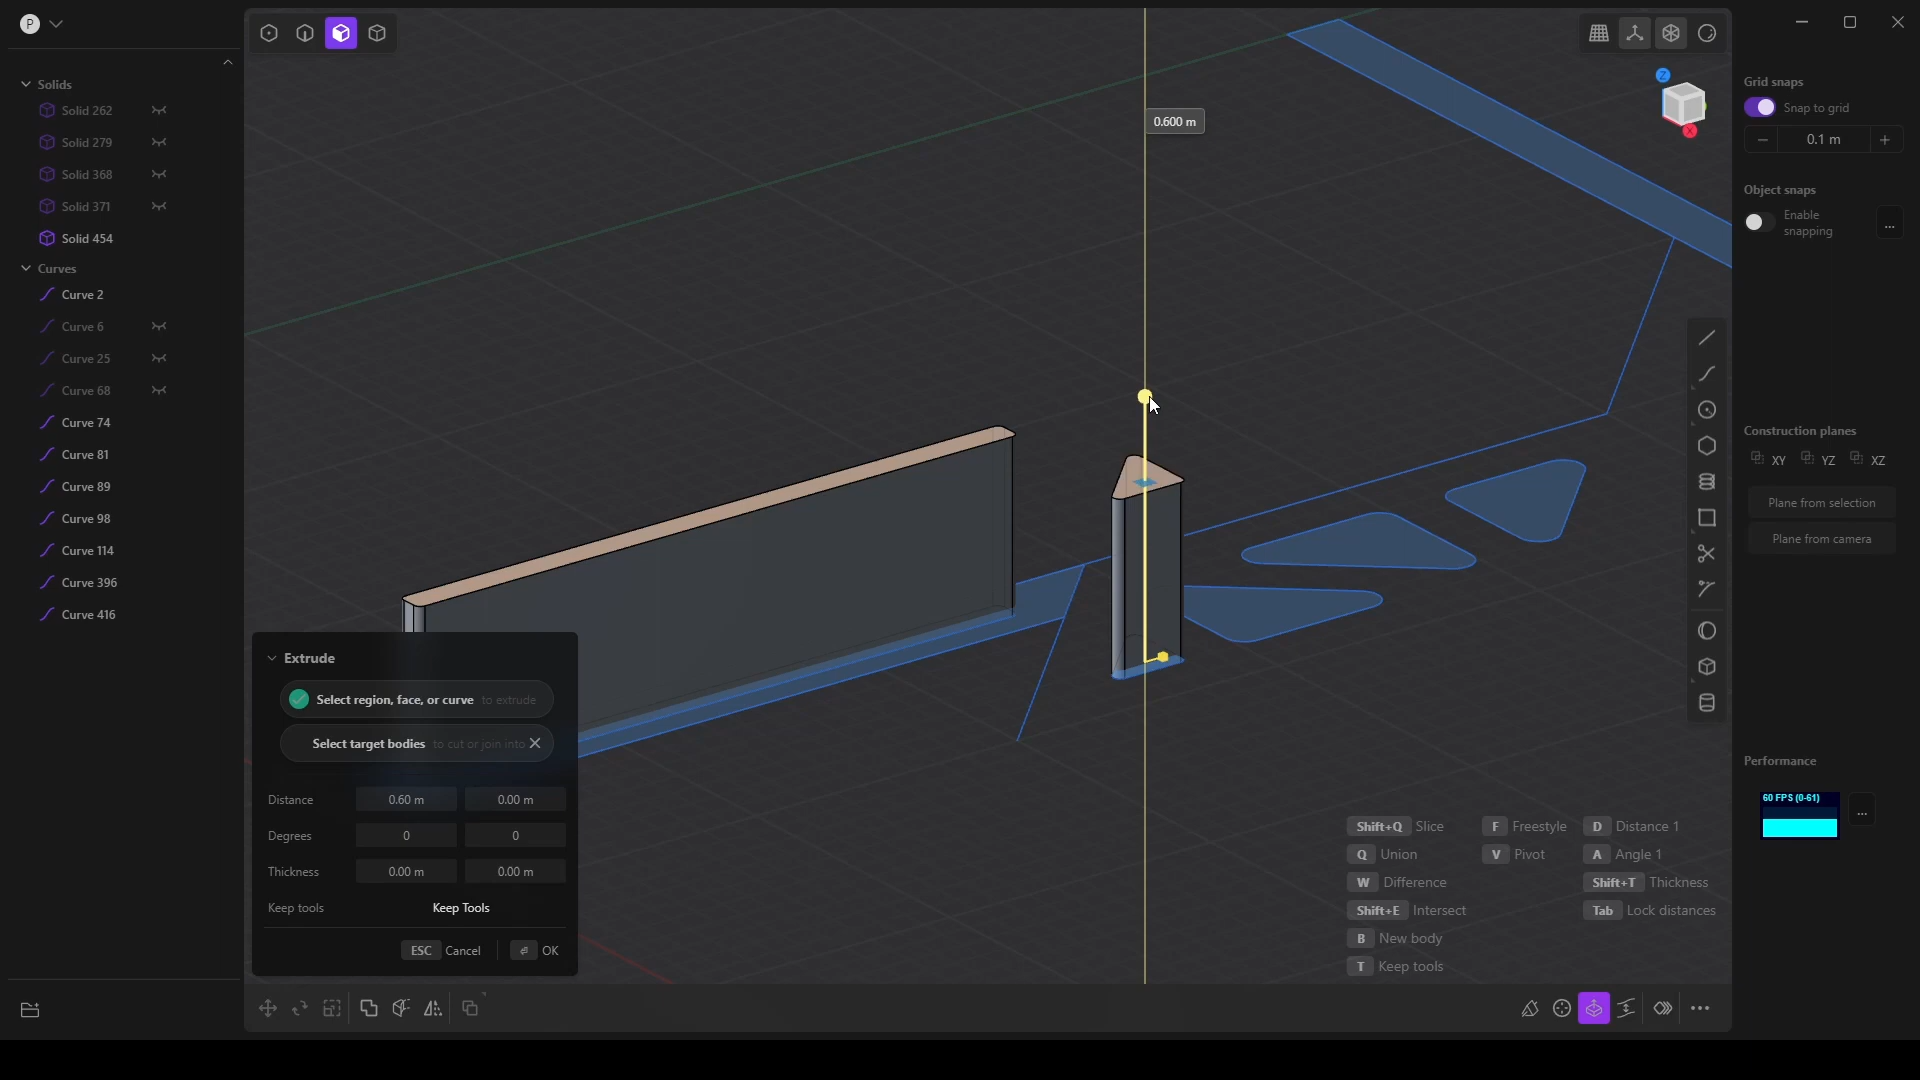 P
Solids
Solid 262
Solid 279
Solid 368
Solid 371
Solid 454
Curves
Curve 2
Curve 6
Curve 25
Curve 68
Curve 74
Curve 81
Curve 89
Curve 98
Curve 114
Curve 396
Curve 416
0.600 m
Z
X
Extrude
Select region, face, or curve to extrude
Select target bodies to cut or join into
Distance 0.60 m 0.00 m
Degrees 0 0
Thickness 0.00 m 0.00 m
Keep tools Keep Tools
ESC Cancel OK
Shift+Q Slice F Freestyle D Distance 1
Q Union V Pivot A Angle 1
W Difference Shift+T Thickness
Shift+E Intersect Tab Lock distances
B New body
T Keep tools
Grid snaps
Snap to grid
− 0.1 m +
Object snaps
Enable
snapping
...
Construction planes
XY YZ XZ
Plane from selection
Plane from camera
Performance
60 FPS (0-61)
...